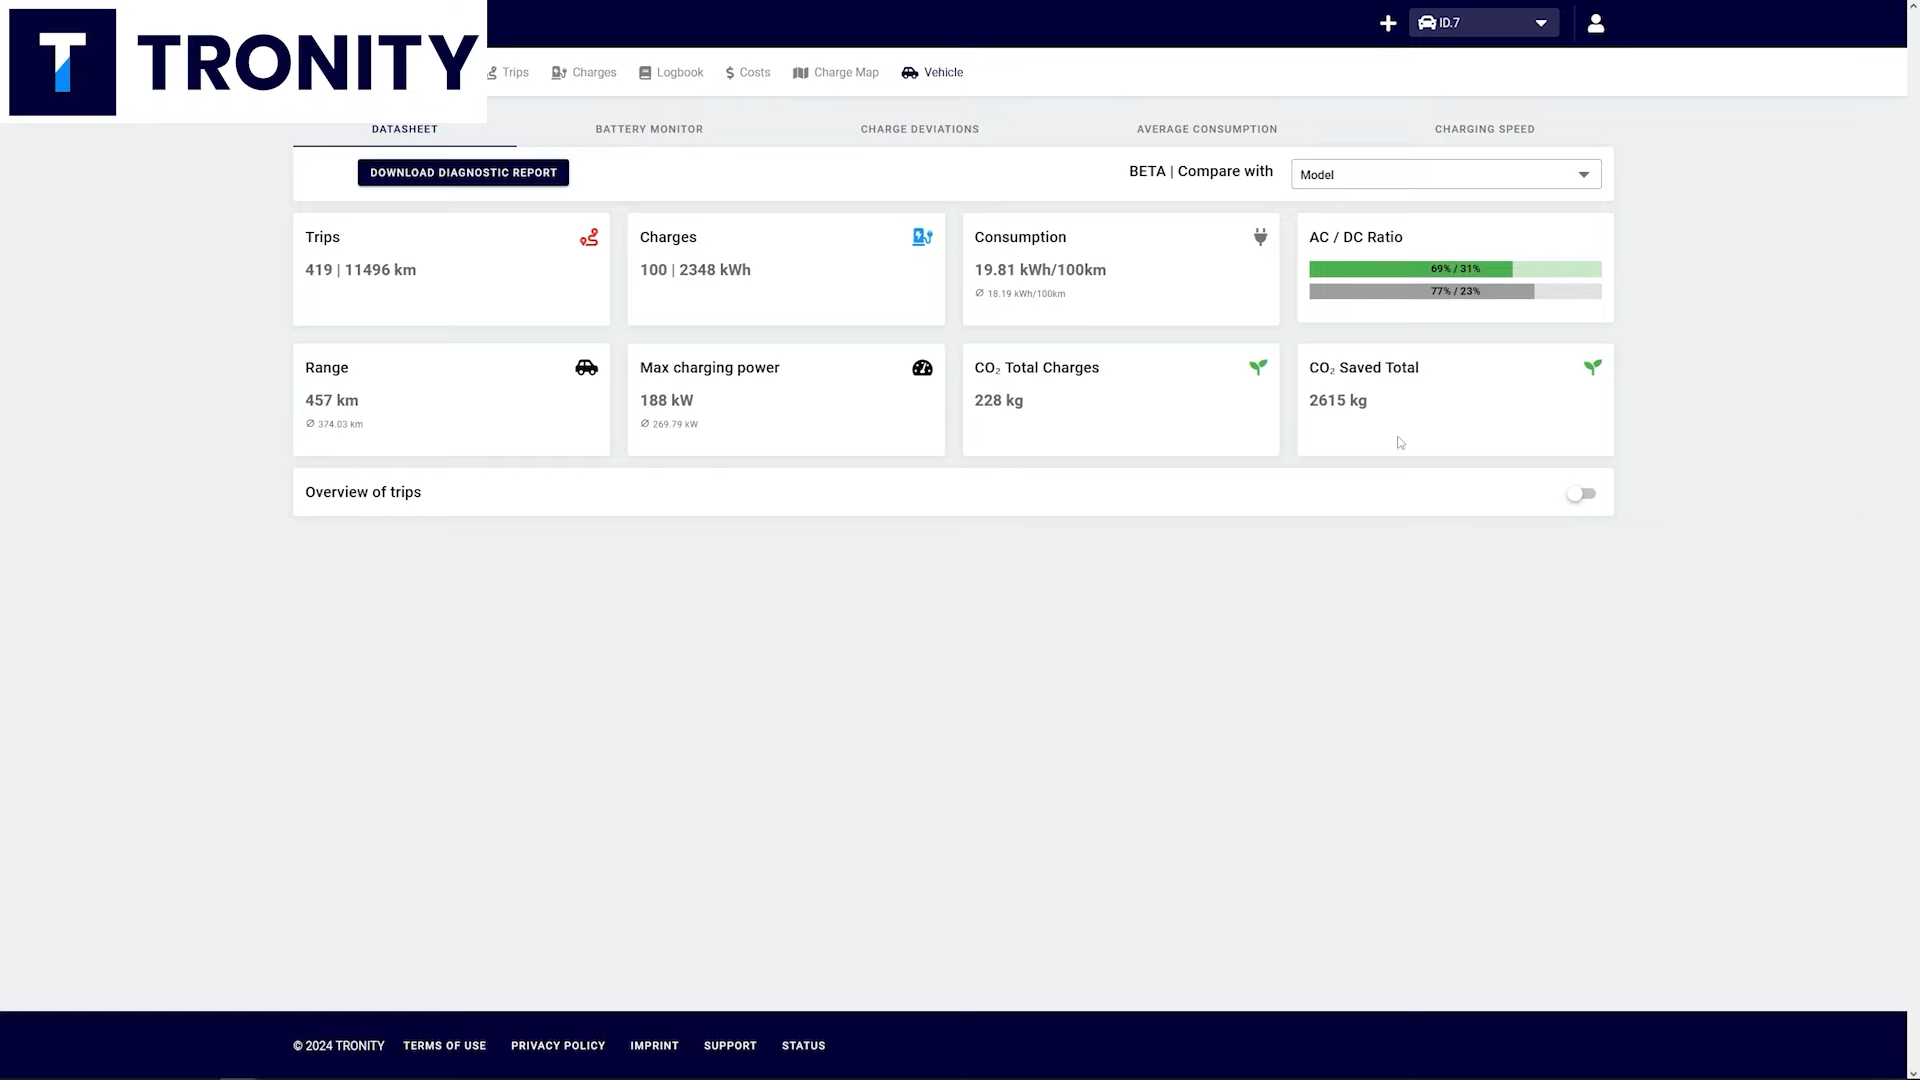 T TRONITY
ID.7
Trips
Charges
Logbook
Costs
Charge Map
Vehicle
DATASHEET
BATTERY MONITOR
CHARGE DEVIATIONS
AVERAGE CONSUMPTION
CHARGING SPEED
DOWNLOAD DIAGNOSTIC REPORT
BETA | Compare with
Model
Trips
419 | 11496 km
Charges
100 | 2348 kWh
Consumption
19.81 kWh/100km
∅ 18.19 kWh/100km
AC / DC Ratio
69% / 31%
77% / 23%
Range
457 km
∅ 374.03 km
Max charging power
188 kW
∅ 269.79 kW
CO₂ Total Charges
228 kg
CO₂ Saved Total
2615 kg
Overview of trips
© 2024 TRONITY
TERMS OF USE
PRIVACY POLICY
IMPRINT
SUPPORT
STATUS